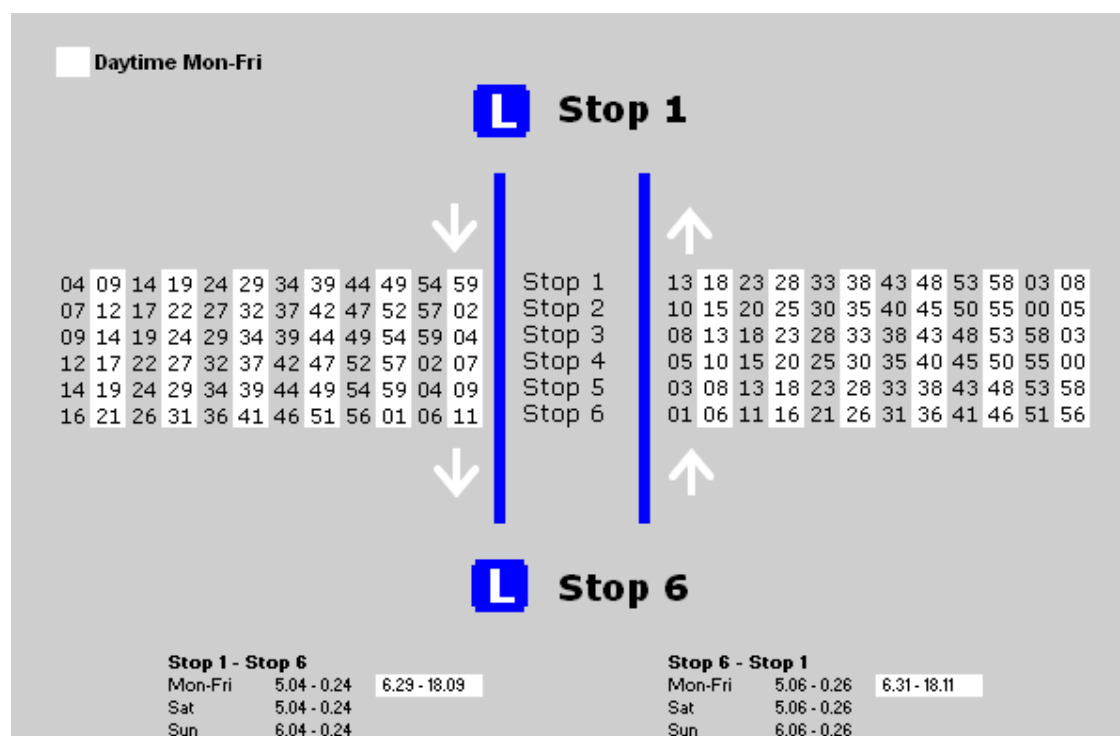 Daytime Mon-Fri
L Stop 1
04 09 14 19 24 29 34 39 44 49 54 59 Stop 1 13 18 23 28 33 38 43 48 53 58 03 08
07 12 17 22 27 32 37 42 47 52 57 02 Stop 2 10 15 20 25 30 35 40 45 50 55 00 05
09 14 19 24 29 34 39 44 49 54 59 04 Stop 3 08 13 18 23 28 33 38 43 48 53 58 03
12 17 22 27 32 37 42 47 52 57 02 07 Stop 4 05 10 15 20 25 30 35 40 45 50 55 00
14 19 24 29 34 39 44 49 54 59 04 09 Stop 5 03 08 13 18 23 28 33 38 43 48 53 58
16 21 26 31 36 41 46 51 56 01 06 11 Stop 6 01 06 11 16 21 26 31 36 41 46 51 56
L Stop 6
Stop 1 - Stop 6
Mon-Fri 5.04 - 0.24 6.29 - 18.09
Sat 5.04 - 0.24
Sun 6.04 - 0.24
Stop 6 - Stop 1
Mon-Fri 5.06 - 0.26 6.31 - 18.11
Sat 5.06 - 0.26
Sun 6.06 - 0.26